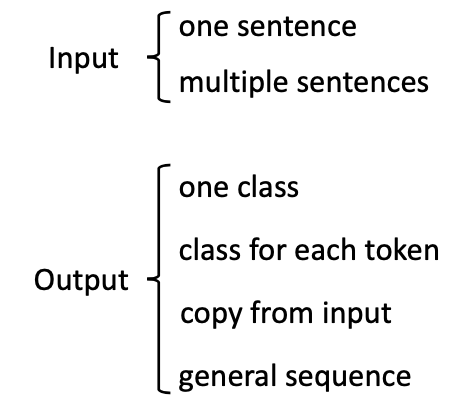 Input
one sentence
multiple sentences
Output
one class
class for each token
copy from input
general sequence